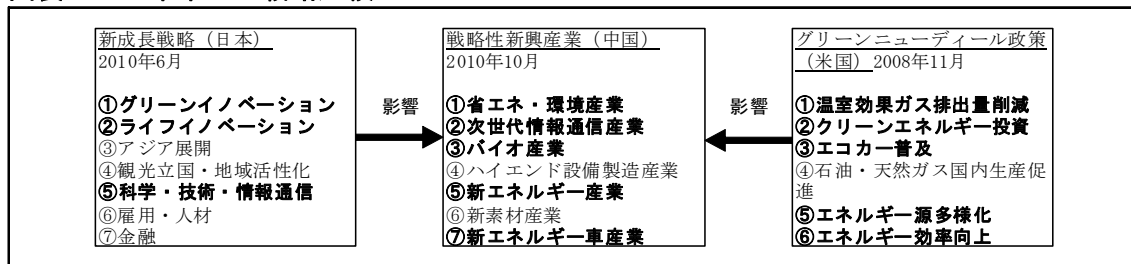 新成長戦略（日本）
2010年6月
①グリーンイノベーション
②ライフイノベーション
③アジア展開
④観光立国・地域活性化
⑤科学・技術・情報通信
⑥雇用・人材
⑦金融
影響
戦略性新興産業（中国）
2010年10月
①省エネ・環境産業
②次世代情報通信産業
③バイオ産業
④ハイエンド設備製造産業
⑤新エネルギー産業
⑥新素材産業
⑦新エネルギー車産業
影響
グリーンニューディール政策
（米国）2008年11月
①温室効果ガス排出量削減
②クリーンエネルギー投資
③エコカー普及
④石油・天然ガス国内生産促
進
⑤エネルギー源多様化
⑥エネルギー効率向上